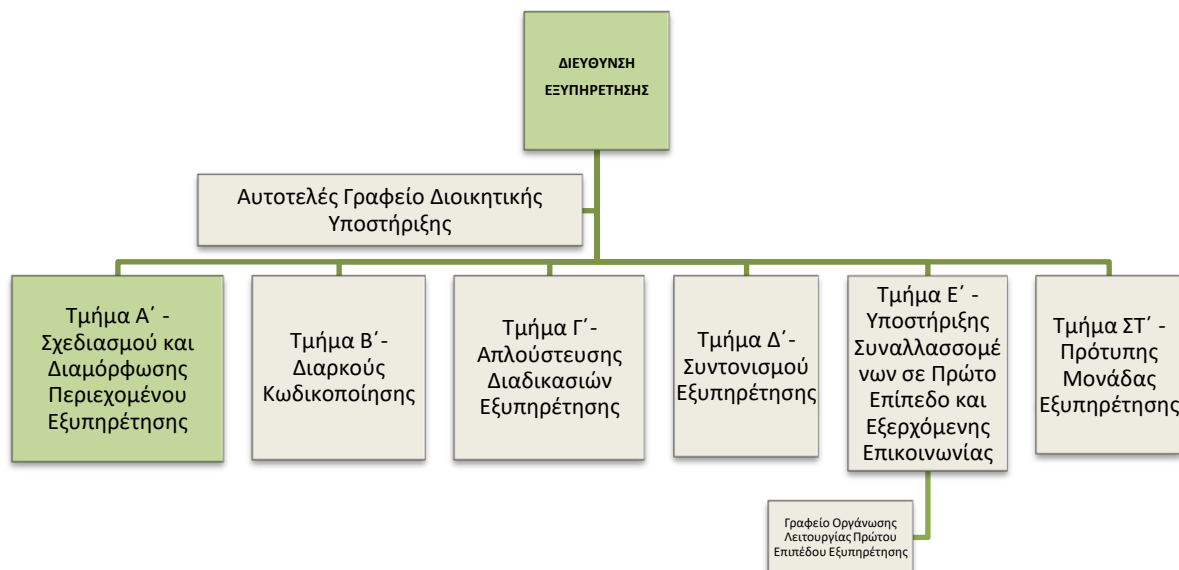 ΔΙΕΥΘΥΝΣΗ
ΕΞΥΠΗΡΕΤΗΣΗΣ
Αυτοτελές Γραφείο Διοικητικής
Υποστήριξης
Τμήμα Α΄ -
Σχεδιασμού και
Διαμόρφωσης
Περιεχομένου
Εξυπηρέτησης
Τμήμα Β΄-
Διαρκούς
Κωδικοποίησης
Τμήμα Γ΄-
Απλούστευσης
Διαδικασιών
Εξυπηρέτησης
Τμήμα Δ΄-
Συντονισμού
Εξυπηρέτησης
Τμήμα Ε΄ -
Υποστήριξης
Συναλλασσομέ
νων σε Πρώτο
Επίπεδο και
Εξερχόμενης
Επικοινωνίας
Τμήμα ΣΤ΄ -
Πρότυπης
Μονάδας
Εξυπηρέτησης
Γραφείο Οργάνωσης
Λειτουργίας Πρώτου
Επιπέδου Εξυπηρέτησης